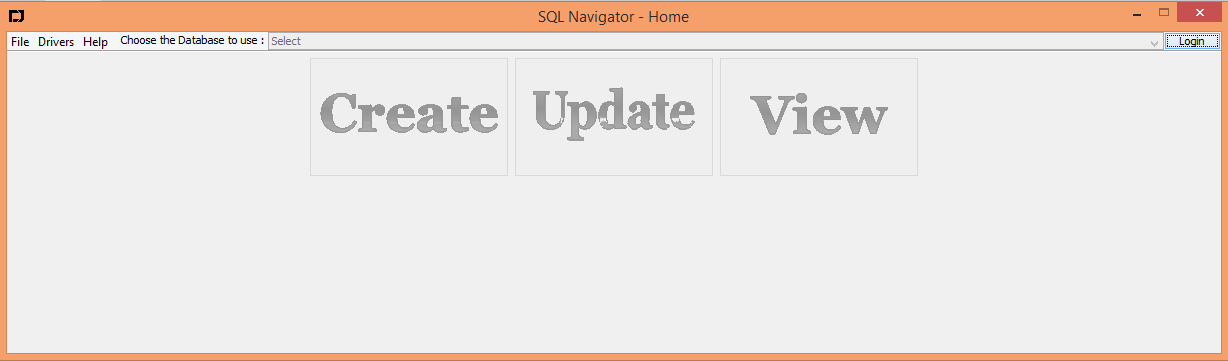 SQL Navigator - Home
File Drivers Help Choose the Database to use : Select Login
Create Update View